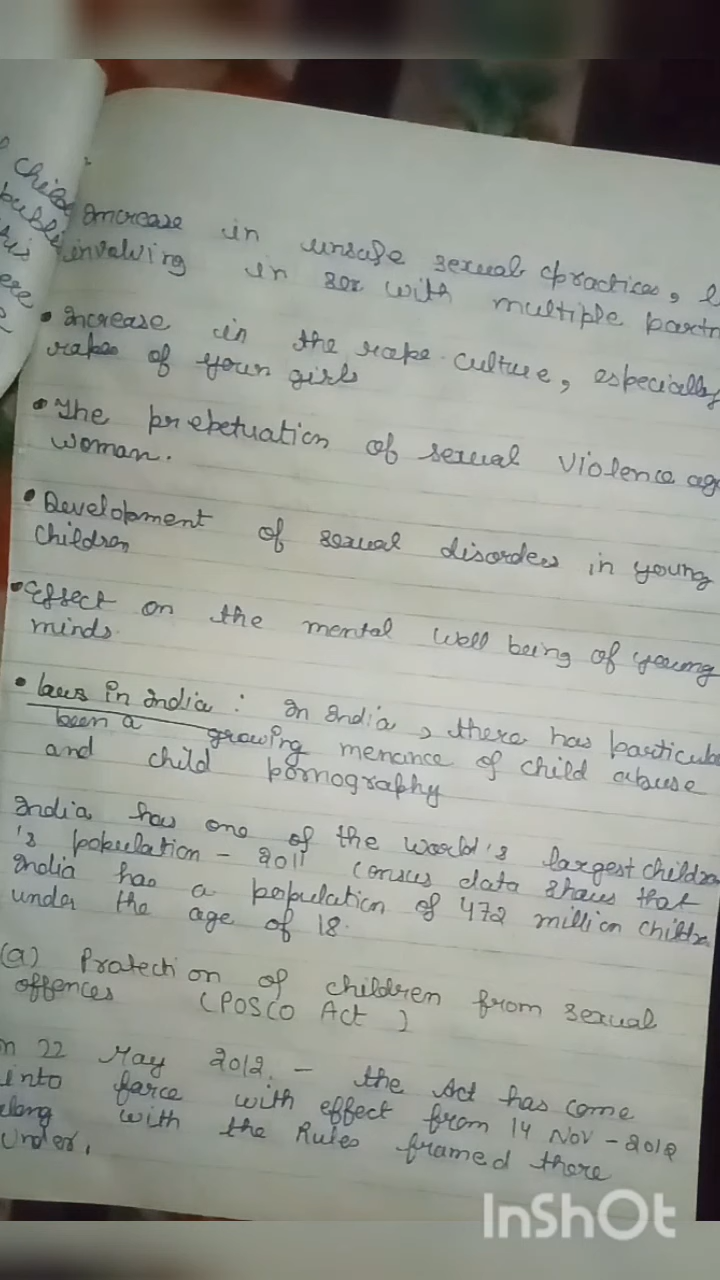 Increase in unsafe sexual practices,
involving in sex with multiple partn
• Increase in the rape culture, especially
rapes of youn girls
• The prepetuation of sexual violence ag
woman.
• Development of sexual disorders in young
children
• Effect on the mental well being of young
minds.
• laws in india : In India, there has particula
been a growing menance of child abuse
and child pornography
India has one of the world's largest childre
's population - 2011 Census data shows that
India has a population of 472 million childre
under the age of 18.
(a) Protection of children from sexual
offences (POSCO Act)
n 22 May 2012. - the Act has come
into farce with effect from 14 Nov - 2012
along with the Rules framed there
under.
InShOt